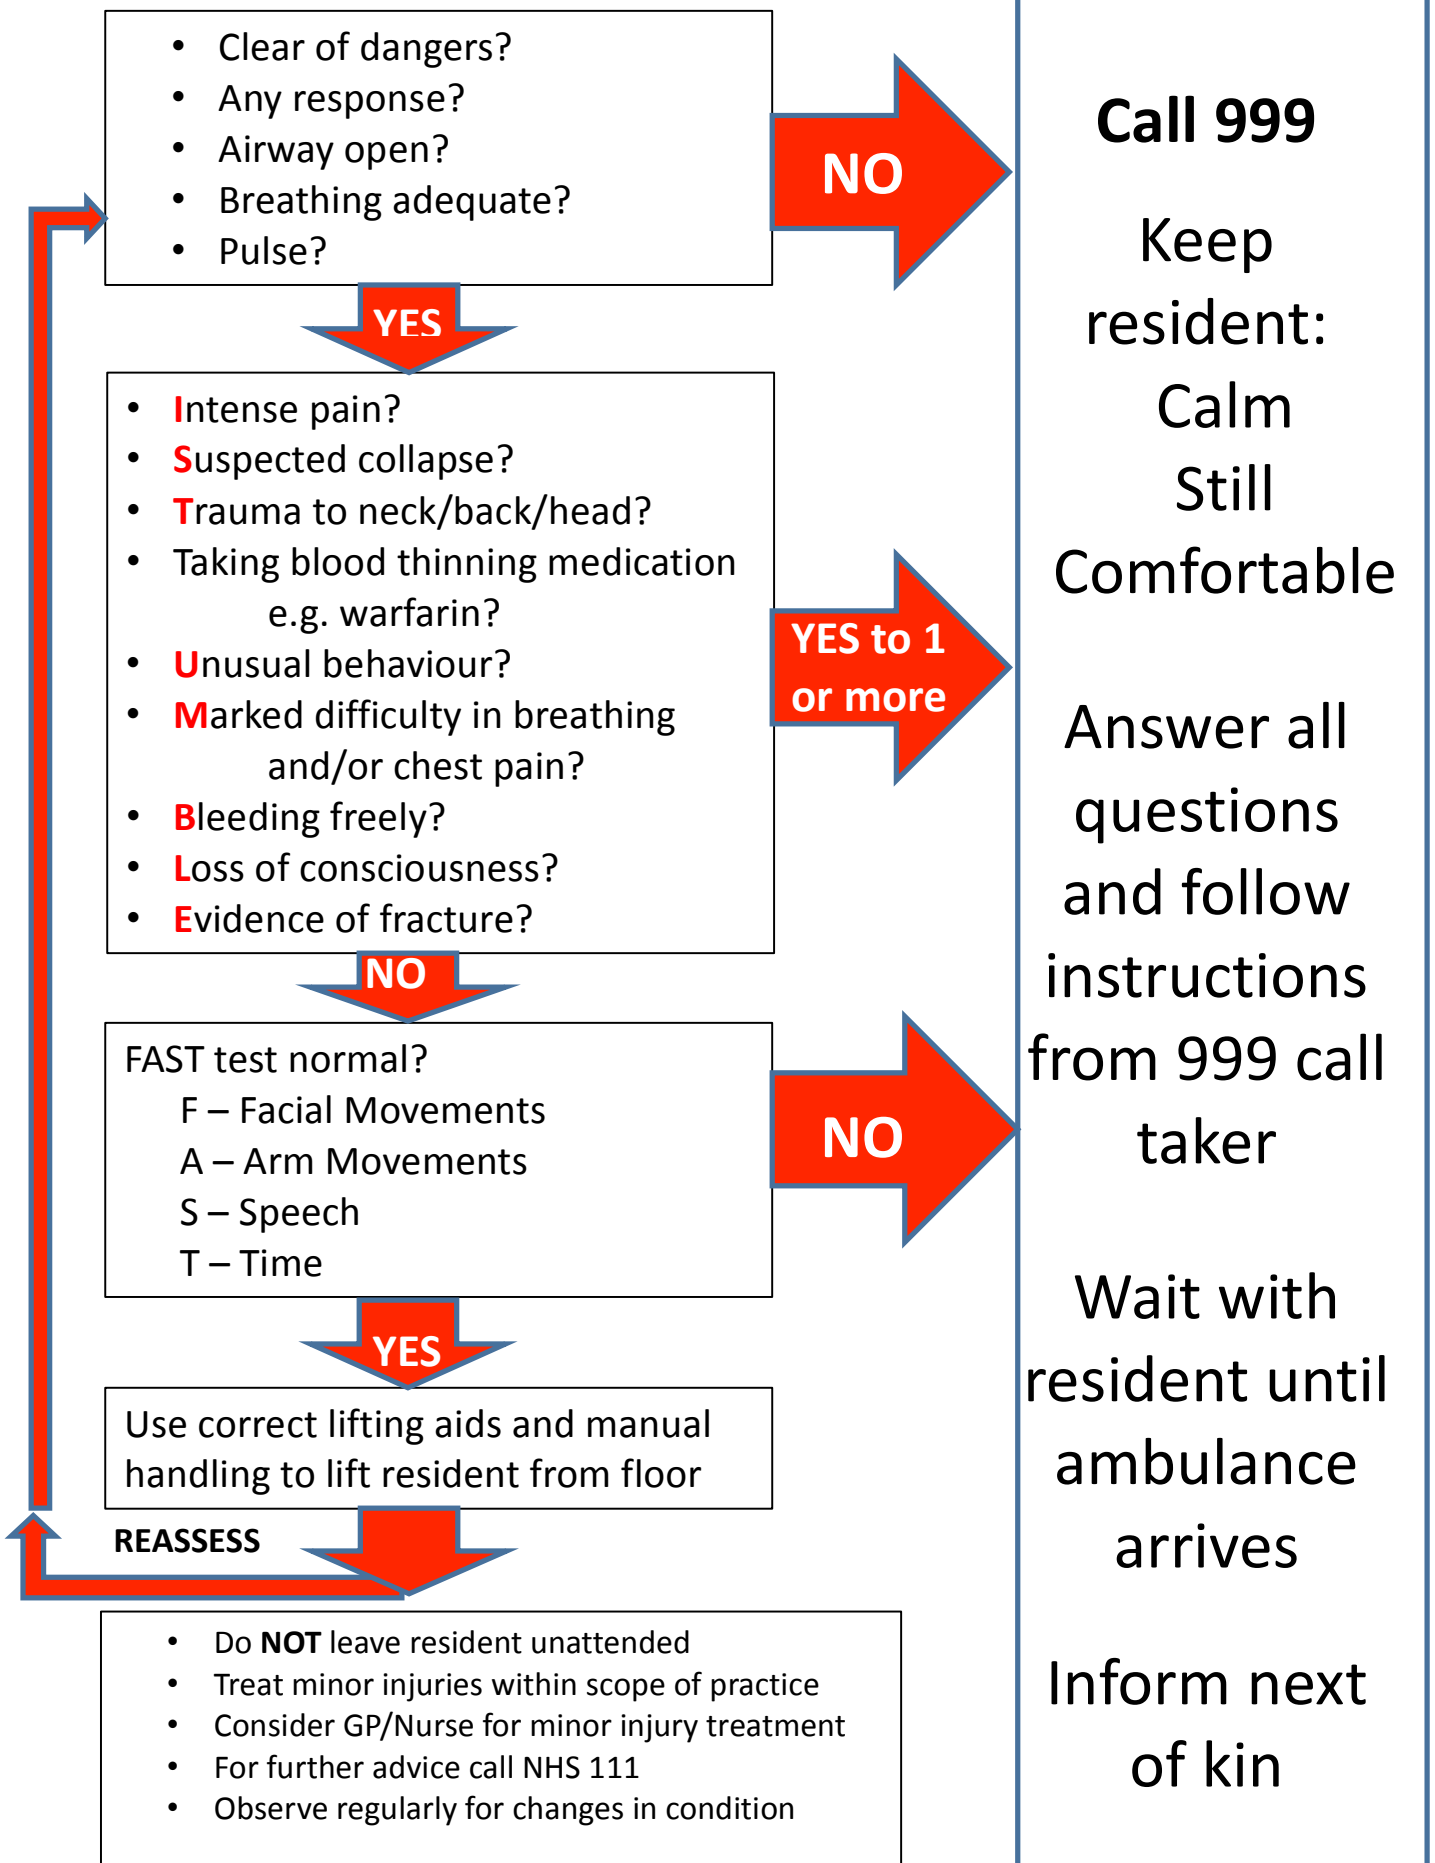 • Clear of dangers?
• Any response?
• Airway open?
• Breathing adequate?
• Pulse?
NO
YES
• Intense pain?
• Suspected collapse?
• Trauma to neck/back/head?
• Taking blood thinning medication
e.g. warfarin?
• Unusual behaviour?
• Marked difficulty in breathing
and/or chest pain?
• Bleeding freely?
• Loss of consciousness?
• Evidence of fracture?
YES to 1
or more
NO
FAST test normal?
F – Facial Movements
A – Arm Movements
S – Speech
T – Time
NO
YES
Use correct lifting aids and manual
handling to lift resident from floor
REASSESS
• Do NOT leave resident unattended
• Treat minor injuries within scope of practice
• Consider GP/Nurse for minor injury treatment
• For further advice call NHS 111
• Observe regularly for changes in condition
Call 999
Keep
resident:
Calm
Still
Comfortable
Answer all
questions
and follow
instructions
from 999 call
taker
Wait with
resident until
ambulance
arrives
Inform next
of kin